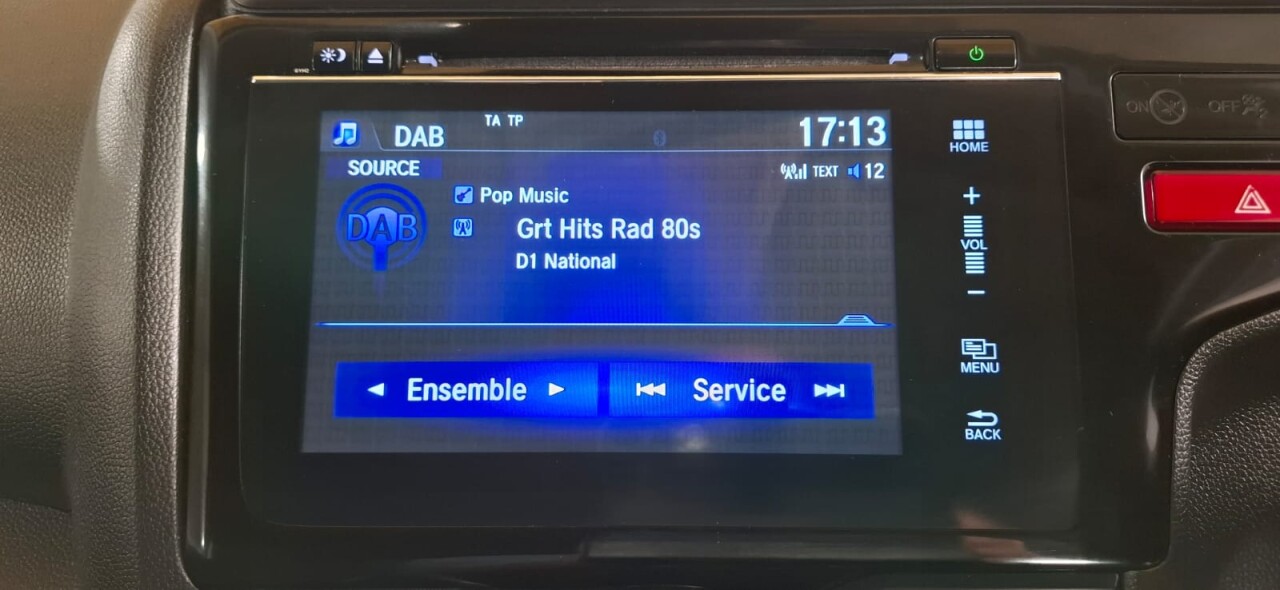 TA TP
DAB
17:13
SOURCE
TEXT 12
Pop Music
DAB
Grt Hits Rad 80s
D1 National
Ensemble
Service
HOME
+
VOL
−
MENU
BACK
ON
OFF